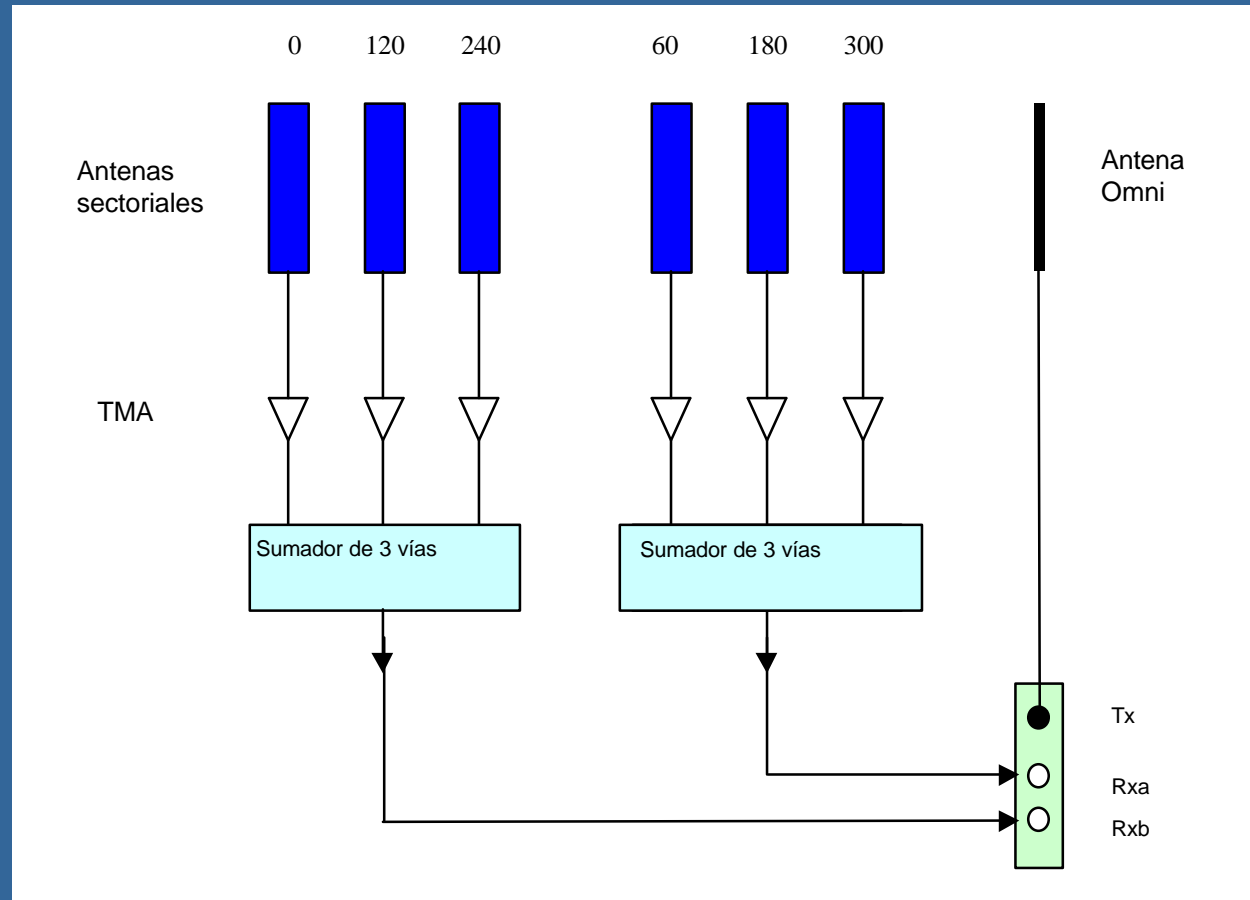 0 120 240 60 180 300
Antenas
sectoriales
Antena
Omni
TMA
Sumador de 3 vías
Sumador de 3 vías
Tx
Rxa
Rxb